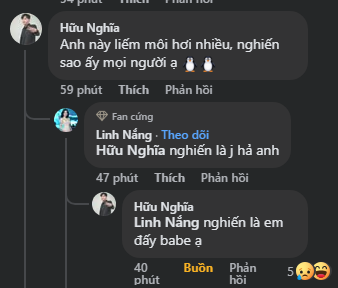 54 phút Thích Phản hồi
Hữu Nghĩa
Anh này liếm môi hơi nhiều, nghiến
sao ấy mọi người ạ 🐧🐧
59 phút Thích Phản hồi
Fan cứng
Linh Nắng · Theo dõi
Hữu Nghĩa nghiến là j hả anh
47 phút Thích Phản hồi
Hữu Nghĩa
Linh Nắng nghiến là em
đấy babe ạ
40 Buồn Phản 5 😢😄
phút hồi